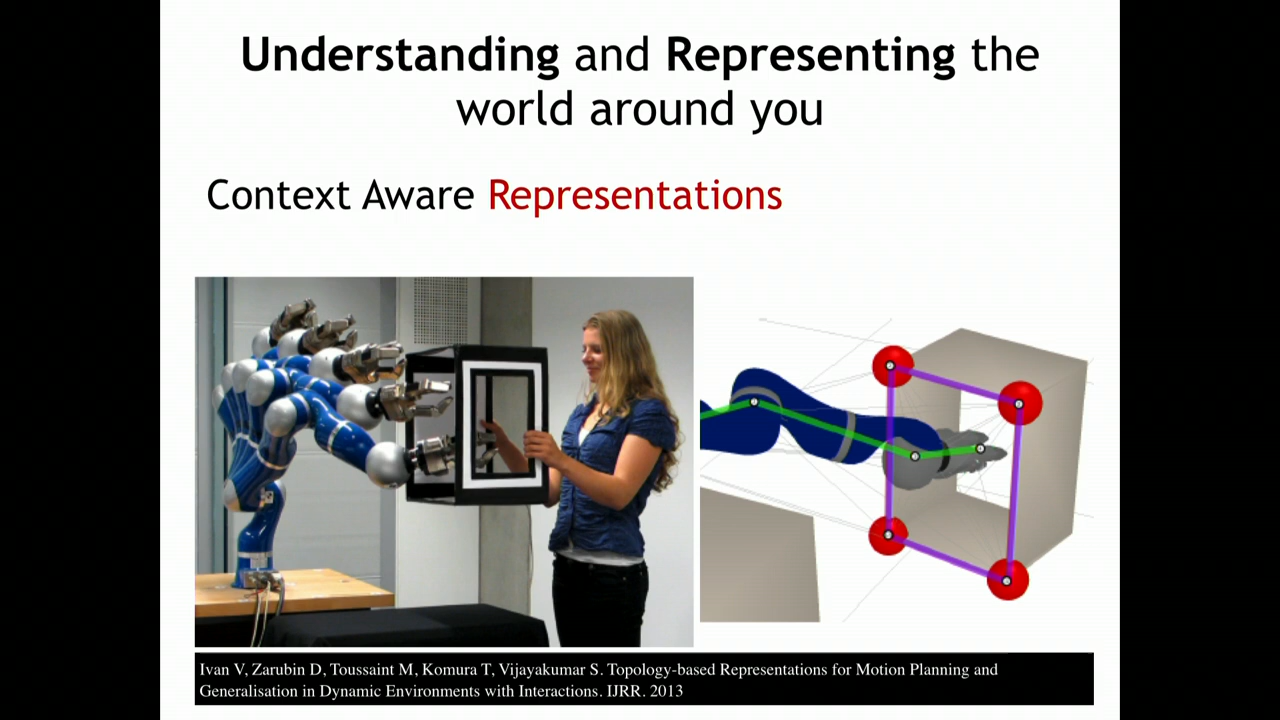 Understanding and Representing the
world around you
Context Aware Representations
Ivan V, Zarubin D, Toussaint M, Komura T, Vijayakumar S. Topology-based Representations for Motion Planning and
Generalisation in Dynamic Environments with Interactions. IJRR. 2013